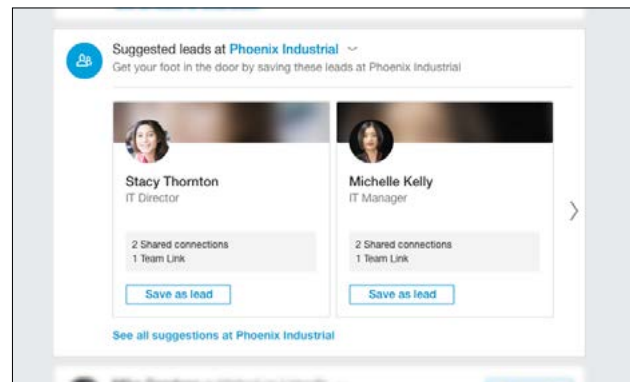 Suggested leads at Phoenix Industrial
Get your foot in the door by saving these leads at Phoenix Industrial
Stacy Thornton
IT Director
2 Shared connections
1 Team Link
Save as lead
Michelle Kelly
IT Manager
2 Shared connections
1 Team Link
Save as lead
See all suggestions at Phoenix Industrial